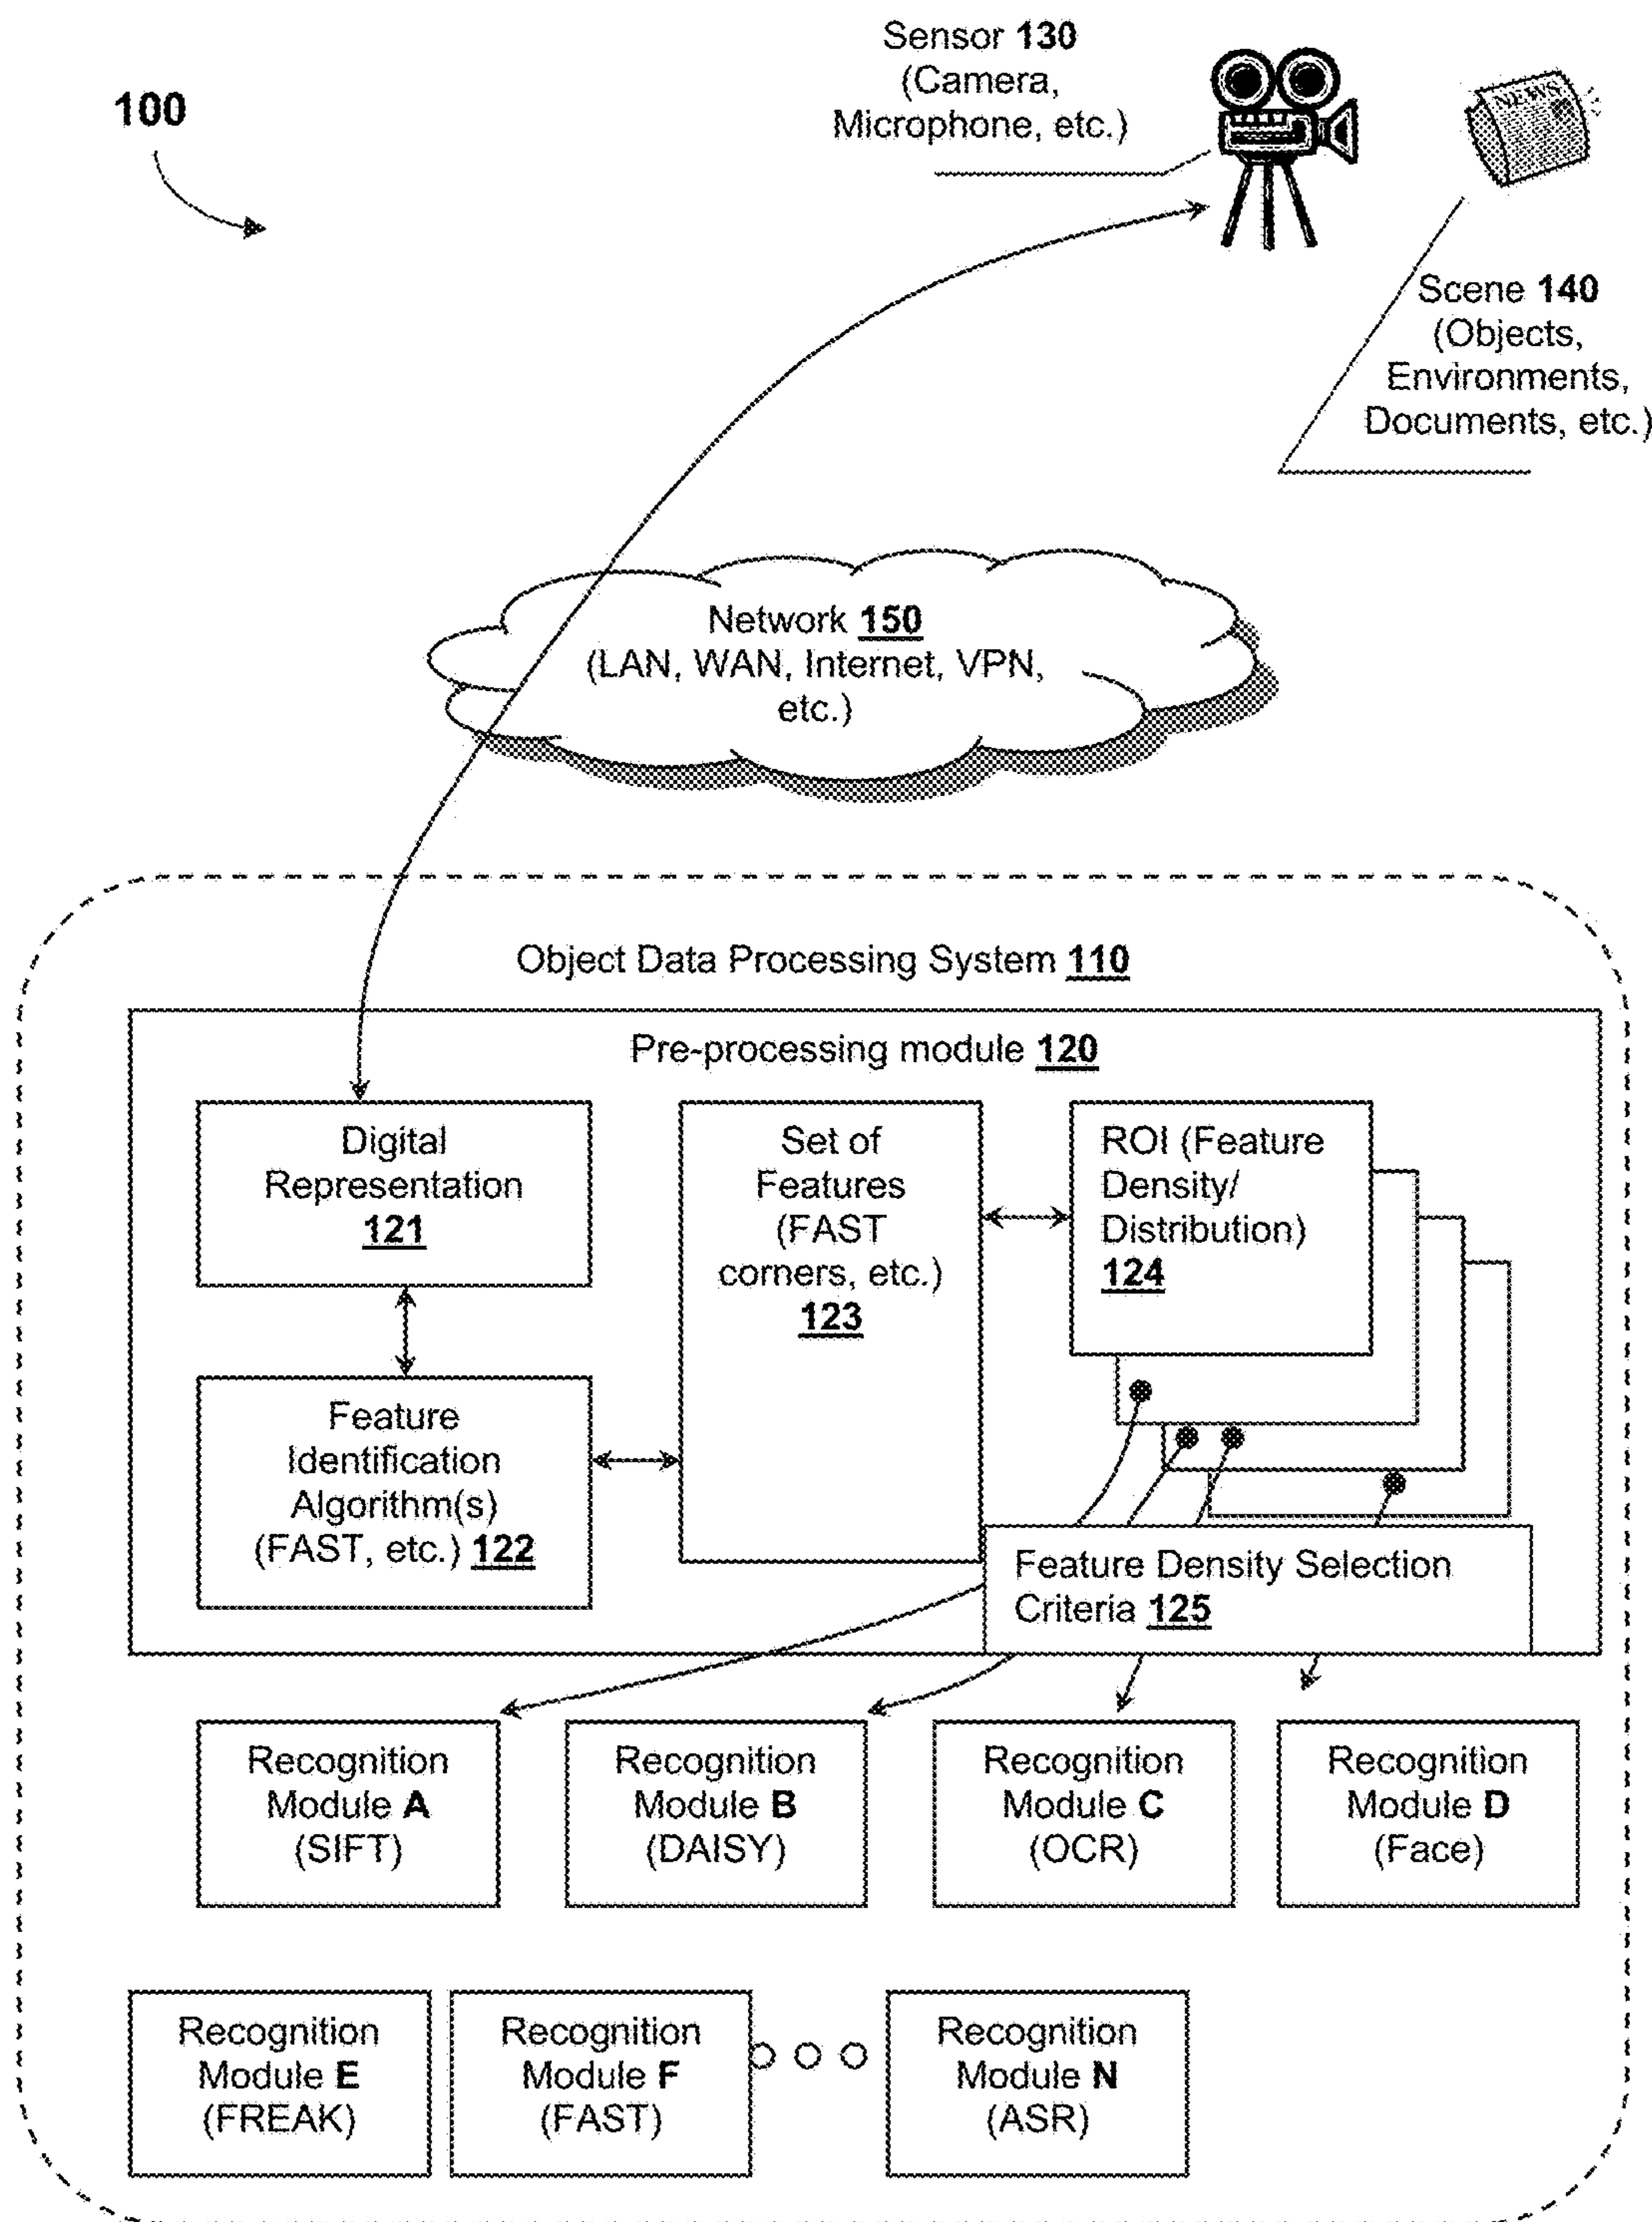 100
Sensor 130
(Camera,
Microphone, etc.)
NEWS
Scene 140
(Objects,
Environments,
Documents, etc.)
Network 150
(LAN, WAN, Internet, VPN,
etc.)
Object Data Processing System 110
Pre-processing module 120
Digital
Representation
121
Set of
Features
(FAST
corners, etc.)
123
ROI (Feature
Density/
Distribution)
124
Feature
Identification
Algorithm(s)
(FAST, etc.) 122
Feature Density Selection
Criteria 125
Recognition
Module A
(SIFT)
Recognition
Module B
(DAISY)
Recognition
Module C
(OCR)
Recognition
Module D
(Face)
Recognition
Module E
(FREAK)
Recognition
Module F
(FAST)
Recognition
Module N
(ASR)